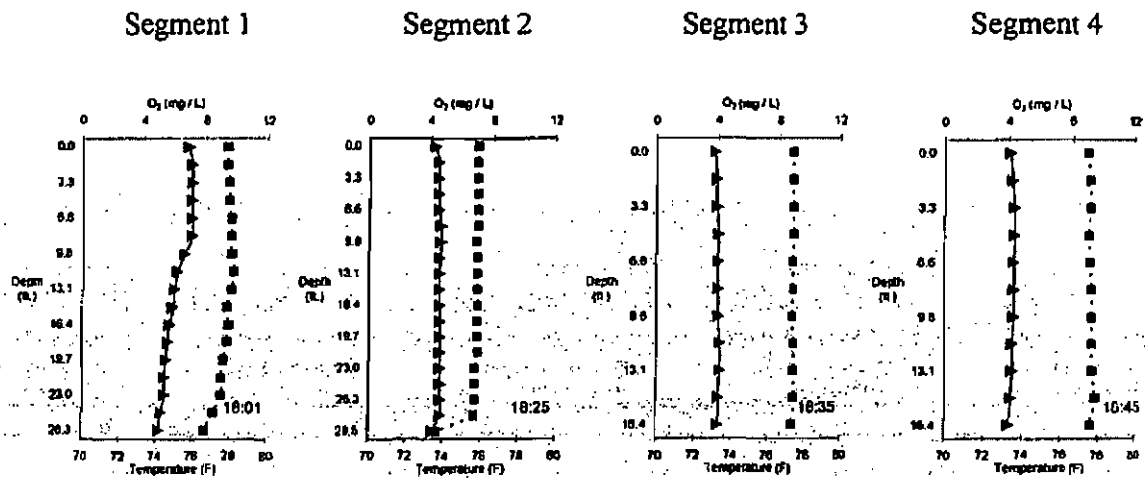 Segment 1 Segment 2 Segment 3 Segment 4
O₂ (mg / L) O₂ (mg / L) O₂ (mg / L) O₂ (mg / L)
0 4 8 12 0 4 8 12 0 4 8 12 0 4 8 12
Depth (ft.)
0.0
3.3
6.6
9.8
13.1
16.4
19.7
23.0
26.3
16:01
70 72 74 76 78 80
Temperature (F)
Depth (ft.)
0.0
3.3
6.6
9.8
13.1
16.4
19.7
23.0
26.3
29.5
16:25
70 72 74 76 78 80
Temperature (F)
Depth (ft.)
0.0
3.3
6.6
9.8
13.1
16.4
16:35
70 72 74 76 78 80
Temperature (F)
Depth (ft.)
0.0
3.3
6.6
9.8
13.1
16.4
16:45
70 72 74 76 78 80
Temperature (F)